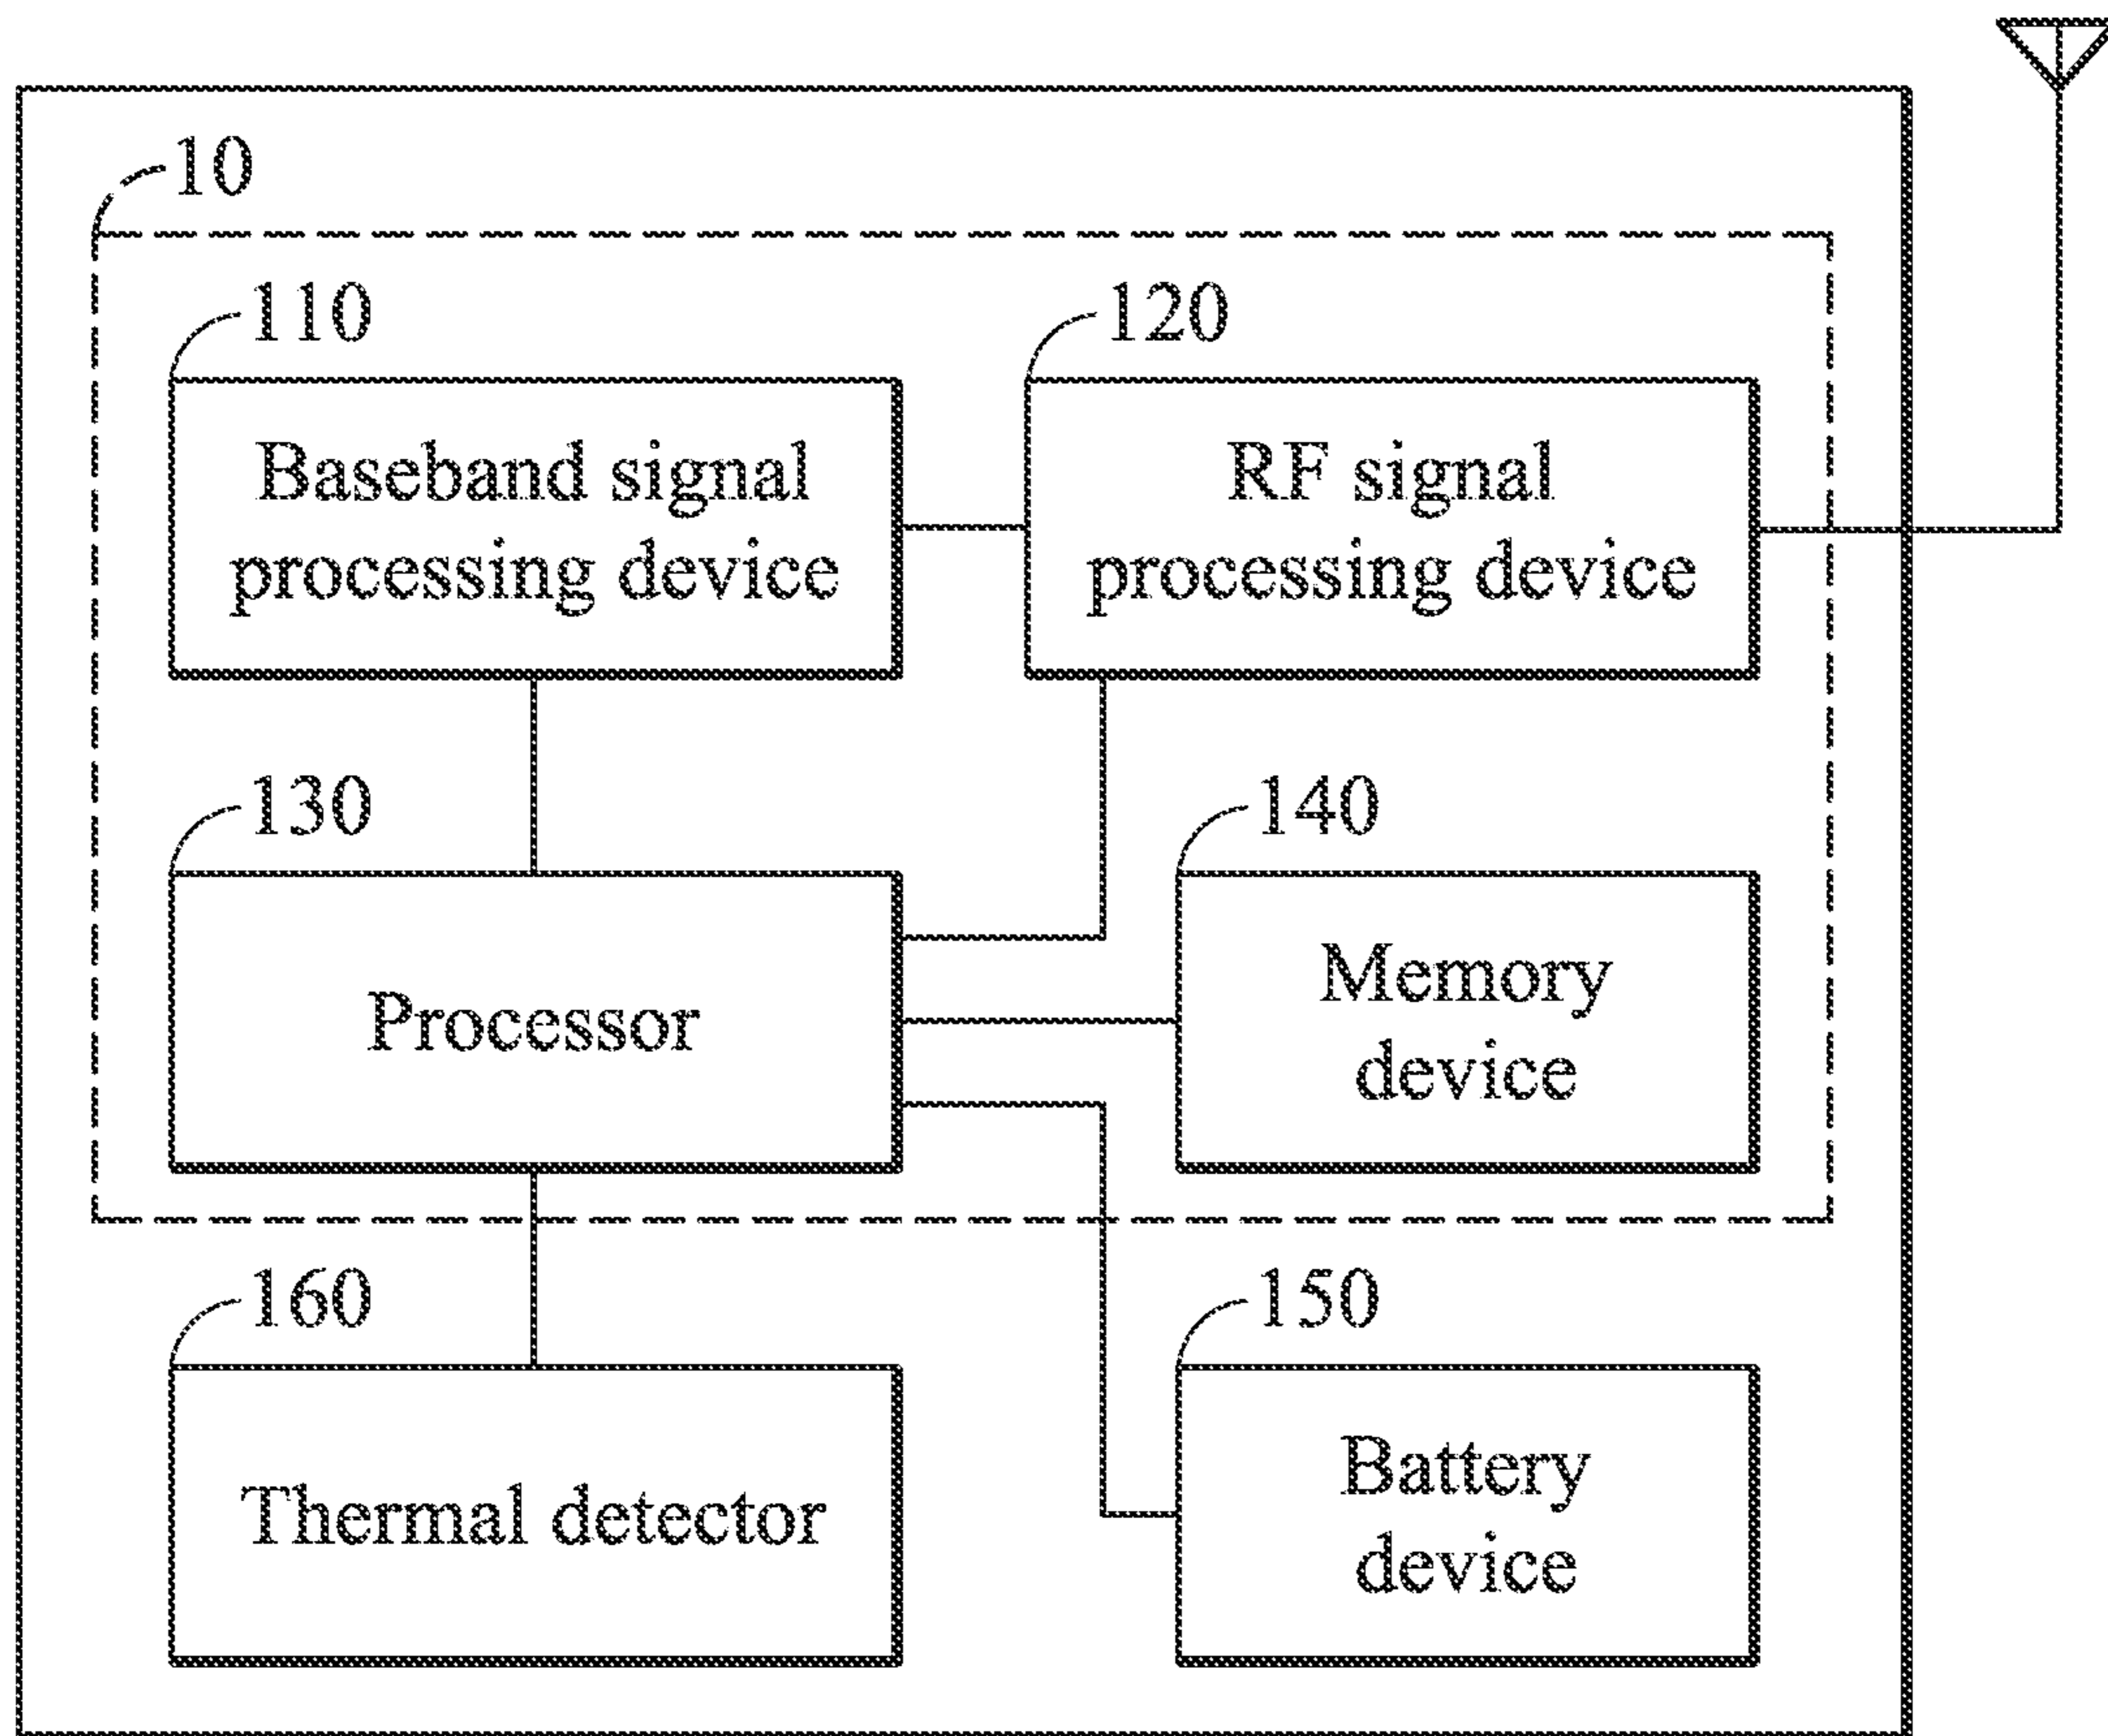 10
110
Baseband signal
processing device
120
RF signal
processing device
130
Processor
140
Memory
device
160
Thermal detector
150
Battery
device